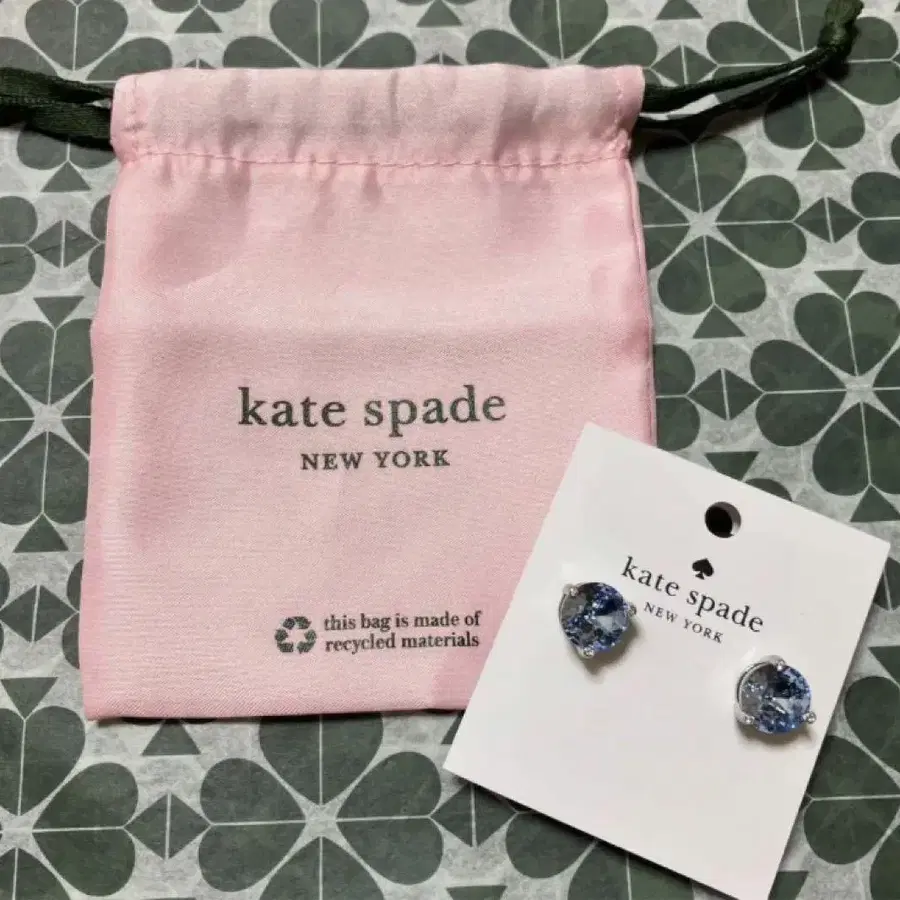 kate spade
NEW YORK
this bag is made of
recycled materials
kate spade
NEW YORK